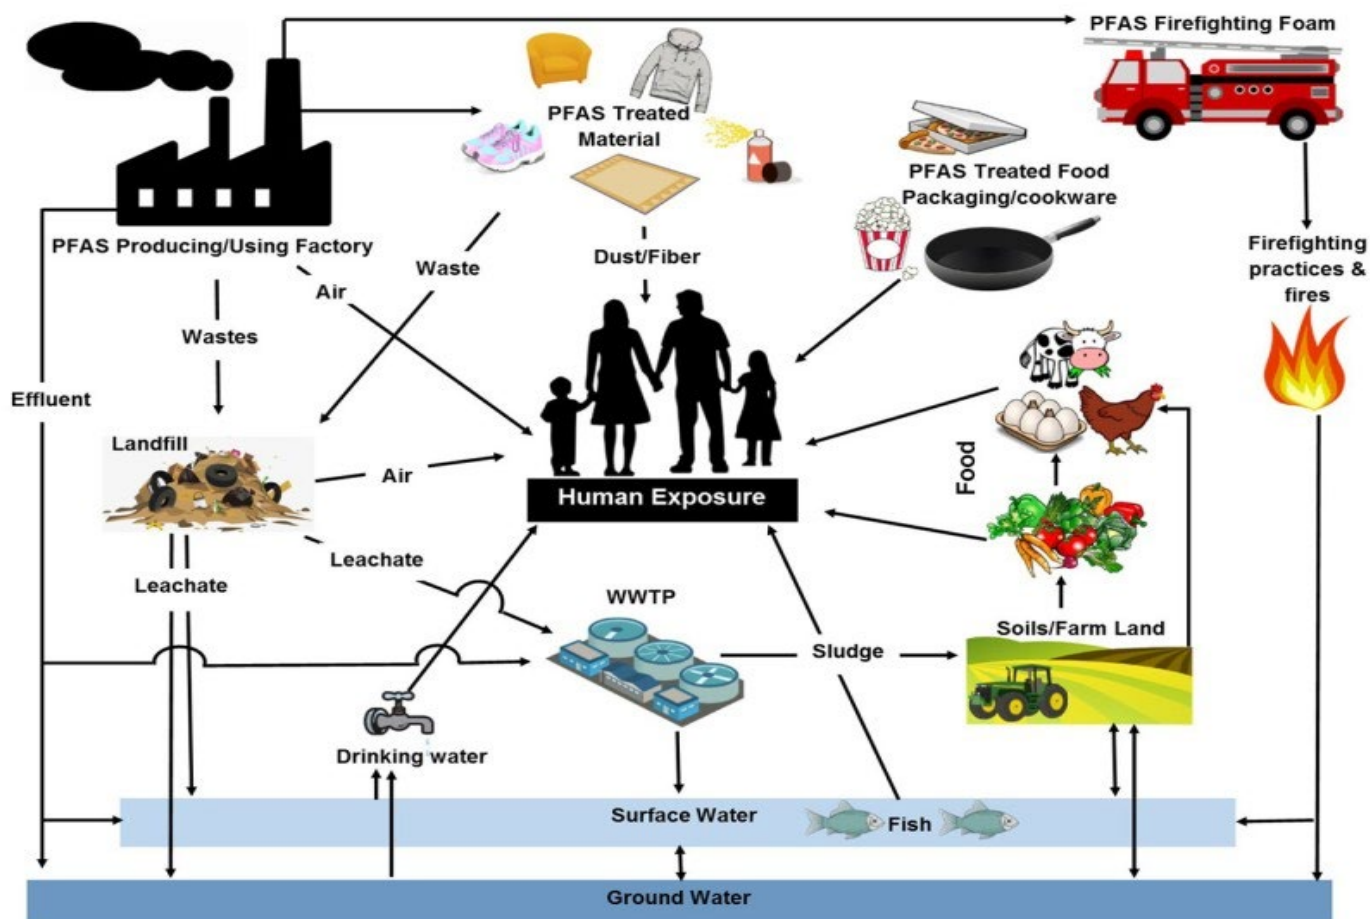 PFAS Firefighting Foam
PFAS Treated
Material
PFAS Treated Food
Packaging/cookware
PFAS Producing/Using Factory
Dust/Fiber
Firefighting
practices &
fires
Waste
Air
Wastes
Effluent
Landfill
Air
Human Exposure
Food
Leachate
Leachate
WWTP
Soils/Farm Land
Sludge
Drinking water
Surface Water
Fish
Ground Water